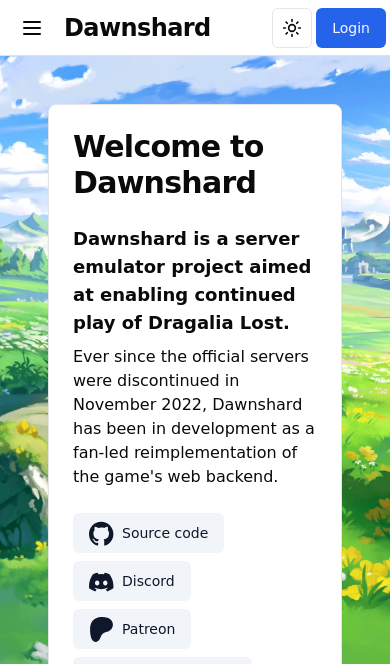 Dawnshard
Login
Welcome to
Dawnshard
Dawnshard is a server
emulator project aimed
at enabling continued
play of Dragalia Lost.
Ever since the official servers
were discontinued in
November 2022, Dawnshard
has been in development as a
fan-led reimplementation of
the game's web backend.
Source code
Discord
Patreon